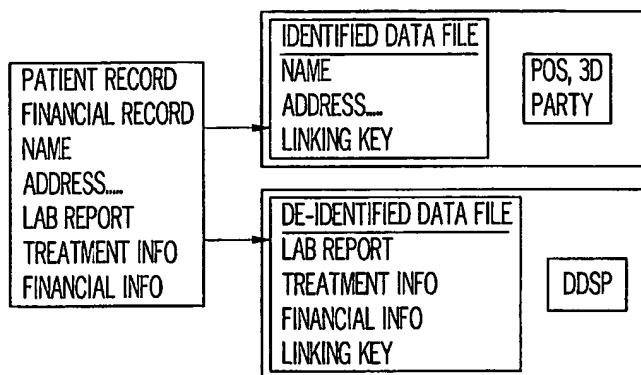 PATIENT RECORD
FINANCIAL RECORD
NAME
ADDRESS.....
LAB REPORT
TREATMENT INFO
FINANCIAL INFO
IDENTIFIED DATA FILE
NAME
ADDRESS.....
LINKING KEY
POS, 3D
PARTY
DE-IDENTIFIED DATA FILE
LAB REPORT
TREATMENT INFO
FINANCIAL INFO
LINKING KEY
DDSP